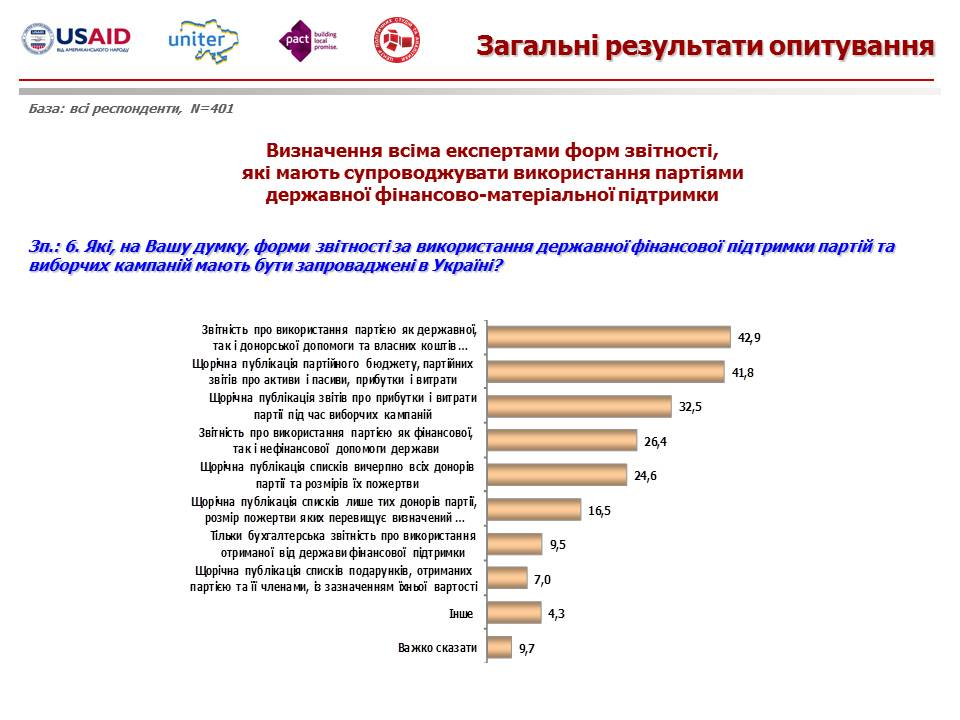 USAID
ВІД АМЕРИКАНСЬКОГО НАРОДУ
uniter
pact
building
local
promise.
Загальні результати опитування
База: всі респонденти, N=401
Визначення всіма експертами форм звітності,
які мають супроводжувати використання партіями
державної фінансово-матеріальної підтримки
Зп.: 6. Які, на Вашу думку, форми звітності за використання державної фінансової підтримки партій та
виборчих кампаній мають бути запроваджені в Україні?
Звітність про використання партією як державної,
так і донорської допомоги та власних коштів...
42,9
Щорічна публікація партійного бюджету, партійних
звітів про активи і пасиви, прибутки і витрати
41,8
Щорічна публікація звітів про прибутки і витрати
партії під час виборчих кампаній
32,5
Звітність про використання партією як фінансової,
так і нефінансової допомоги держави
26,4
Щорічна публікація списків вичерпно всіх донорів
партії та розмірів їх пожертви
24,6
Щорічна публікація списків лише тих донорів партії,
розмір пожертви яких перевищує визначений ...
16,5
Тільки бухгалтерська звітність про використання
отриманої від держави фінансової підтримки
9,5
Щорічна публікація списків подарунків, отриманих
партією та її членами, із зазначенням їхньої вартості
7,0
Інше
4,3
Важко сказати
9,7